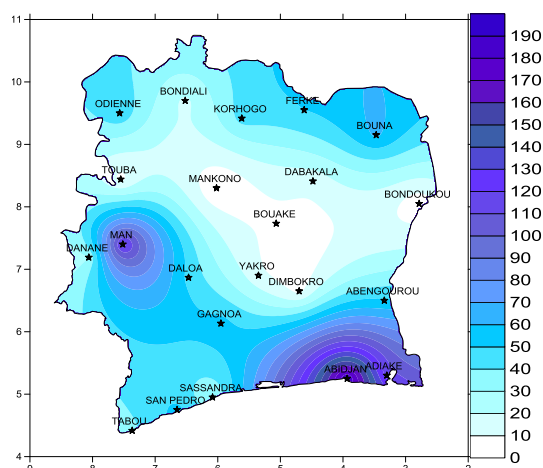 11
10
9
8
7
6
5
4
BONDIALI
ODIENNE
KORHOGO
FERKE
BOUNA
TOUBA
MANKONO
DABAKALA
BONDOUKOU
BOUAKE
MAN
DANANE
DALOA
YAKRO
DIMBOKRO
ABENGOUROU
GAGNOA
ABIDJAN
ADIAKE
SASSANDRA
SAN PEDRO
TABOU
190
170
160
150
140
130
120
110
100
90
80
70
60
50
40
30
20
10
0